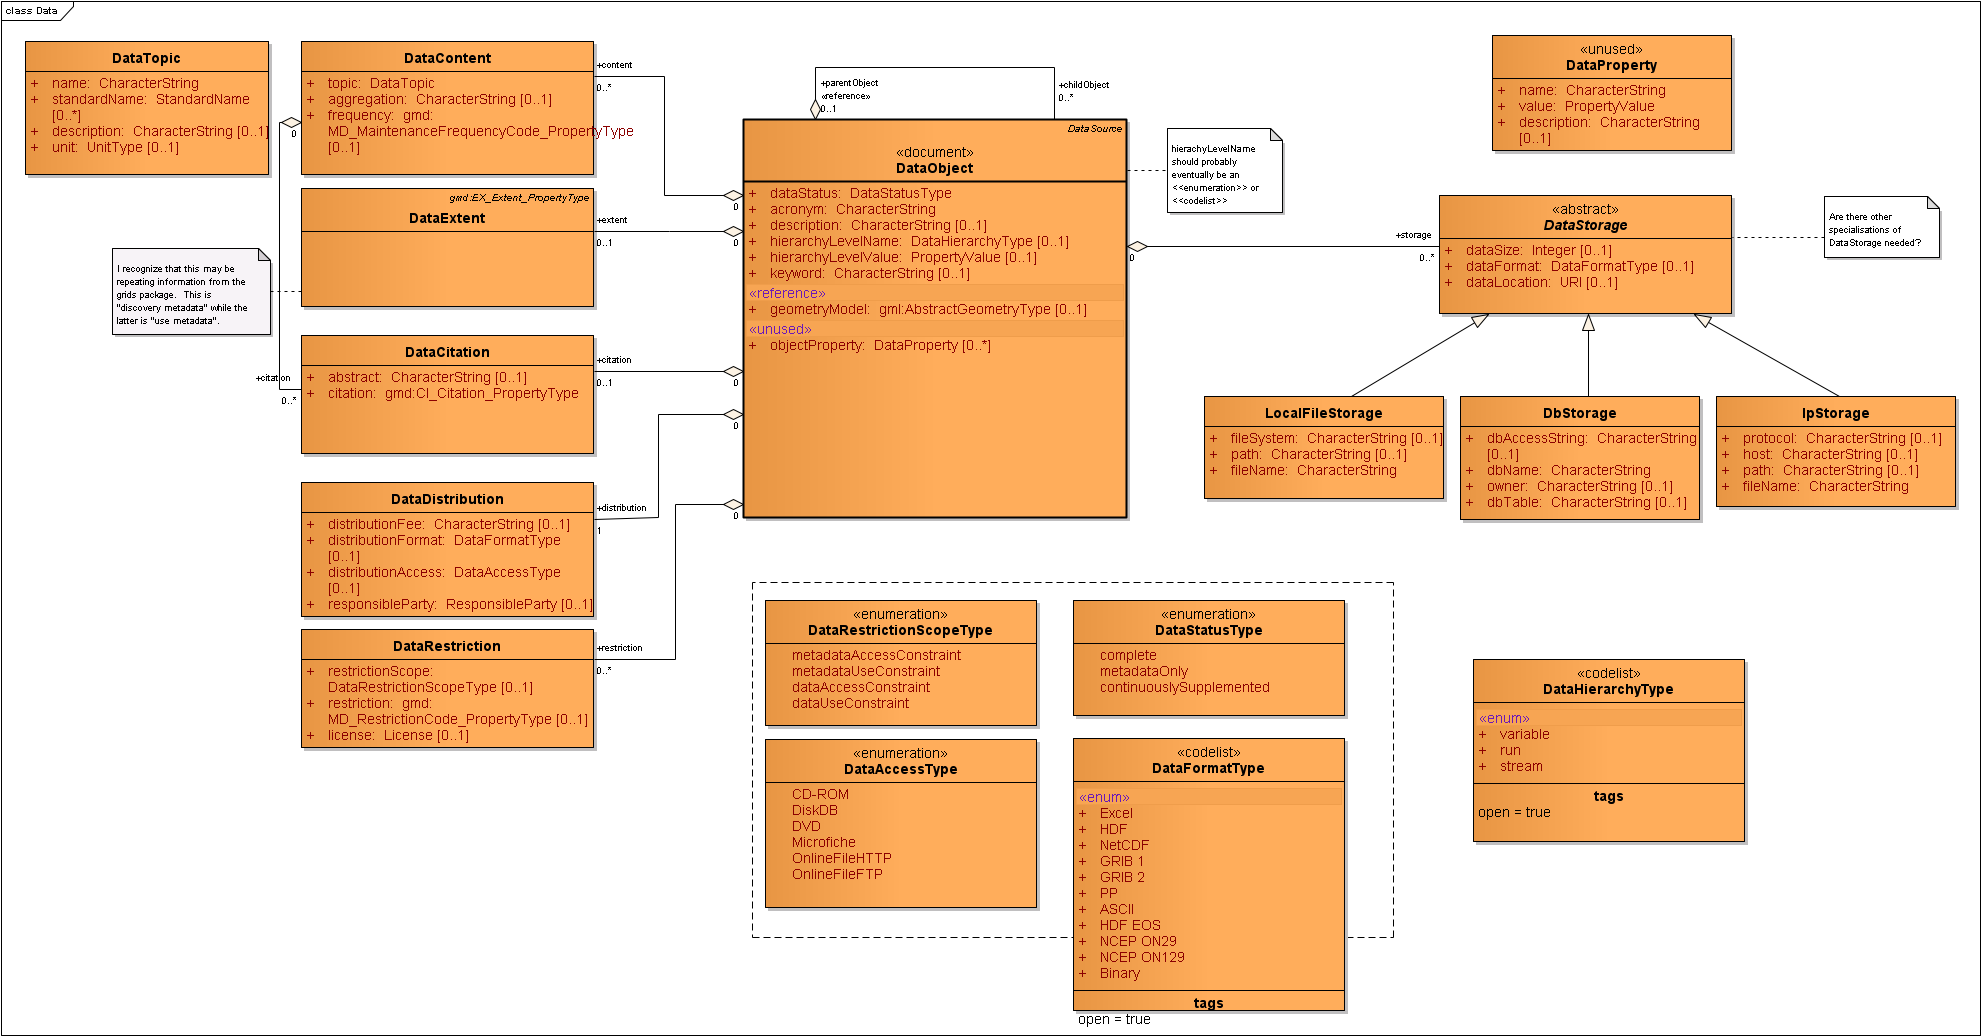 class Data
DataTopic
+ name: CharacterString
+ standardName: StandardName
[0..*]
+ description: CharacterString [0..1]
+ unit: UnitType [0..1]
DataContent
+ topic: DataTopic
+ aggregation: CharacterString [0..1]
+ frequency: gmd:
MD_MaintenanceFrequencyCode_PropertyType
[0..1]
+content
0..*
0
gmd:EX_Extent_PropertyType
DataExtent
+extent
0..1
I recognize that this may be
repeating information from the
grids package. This is
"discovery metadata" while the
latter is "use metadata".
DataCitation
+ abstract: CharacterString [0..1]
+ citation: gmd:CI_Citation_PropertyType
+citation
0..*
+citation
0..1
DataDistribution
+ distributionFee: CharacterString [0..1]
+ distributionFormat: DataFormatType
[0..1]
+ distributionAccess: DataAccessType
[0..1]
+ responsibleParty: ResponsibleParty [0..1]
+distribution
1
DataRestriction
+ restrictionScope:
DataRestrictionScopeType [0..1]
+ restriction: gmd:
MD_RestrictionCode_PropertyType [0..1]
+ license: License [0..1]
+restriction
0..*
+parentObject
«reference»
0..1
+childObject
0..*
DataSource
«document»
DataObject
+ dataStatus: DataStatusType
+ acronym: CharacterString
+ description: CharacterString [0..1]
+ hierarchyLevelName: DataHierarchyType [0..1]
+ hierarchyLevelValue: PropertyValue [0..1]
+ keyword: CharacterString [0..1]
«reference»
+ geometryModel: gml:AbstractGeometryType [0..1]
«unused»
+ objectProperty: DataProperty [0..*]
0
0
0
0
0
0
hierachyLevelName
should probably
eventually be an
<<enumeration>> or
<<codelist>>
«unused»
DataProperty
+ name: CharacterString
+ value: PropertyValue
+ description: CharacterString
[0..1]
+storage
0..*
«abstract»
DataStorage
+ dataSize: Integer [0..1]
+ dataFormat: DataFormatType [0..1]
+ dataLocation: URI [0..1]
Are there other
specialisations of
DataStorage needed?
LocalFileStorage
+ fileSystem: CharacterString [0..1]
+ path: CharacterString [0..1]
+ fileName: CharacterString
DbStorage
+ dbAccessString: CharacterString
[0..1]
+ dbName: CharacterString
+ owner: CharacterString [0..1]
+ dbTable: CharacterString [0..1]
IpStorage
+ protocol: CharacterString [0..1]
+ host: CharacterString [0..1]
+ path: CharacterString [0..1]
+ fileName: CharacterString
«enumeration»
DataRestrictionScopeType
metadataAccessConstraint
metadataUseConstraint
dataAccessConstraint
dataUseConstraint
«enumeration»
DataStatusType
complete
metadataOnly
continuouslySupplemented
«enumeration»
DataAccessType
CD-ROM
DiskDB
DVD
Microfiche
OnlineFileHTTP
OnlineFileFTP
«codelist»
DataFormatType
«enum»
+ Excel
+ HDF
+ NetCDF
+ GRIB 1
+ GRIB 2
+ PP
+ ASCII
+ HDF EOS
+ NCEP ON29
+ NCEP ON129
+ Binary
tags
open = true
«codelist»
DataHierarchyType
«enum»
+ variable
+ run
+ stream
tags
open = true